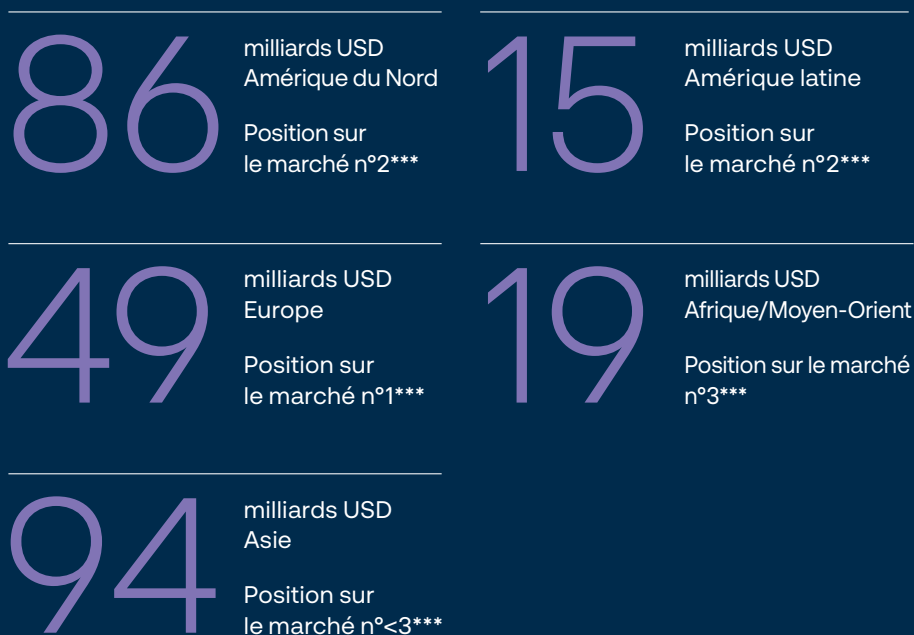 86
milliards USD
Amérique du Nord
Position sur
le marché n°2***
15
milliards USD
Amérique latine
Position sur
le marché n°2***
49
milliards USD
Europe
Position sur
le marché n°1***
19
milliards USD
Afrique/Moyen-Orient
Position sur le marché
n°3***
94
milliards USD
Asie
Position sur
le marché n°<3***